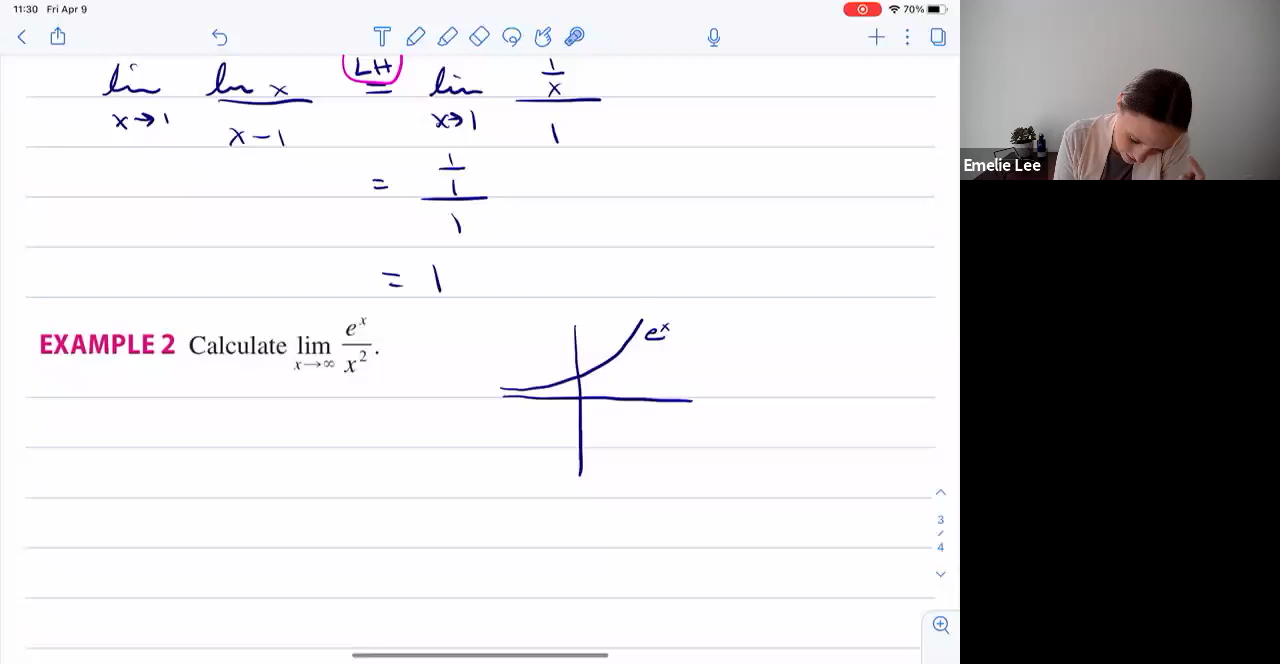 11:30 Fri Apr 9 70%
lim ln x / x - 1 LH = lim 1/x / 1
x→1 x→1
= 1/1 / 1
= 1
EXAMPLE 2 Calculate lim x→∞ e^x / x^2.
e^x
3 / 4
Emelie Lee